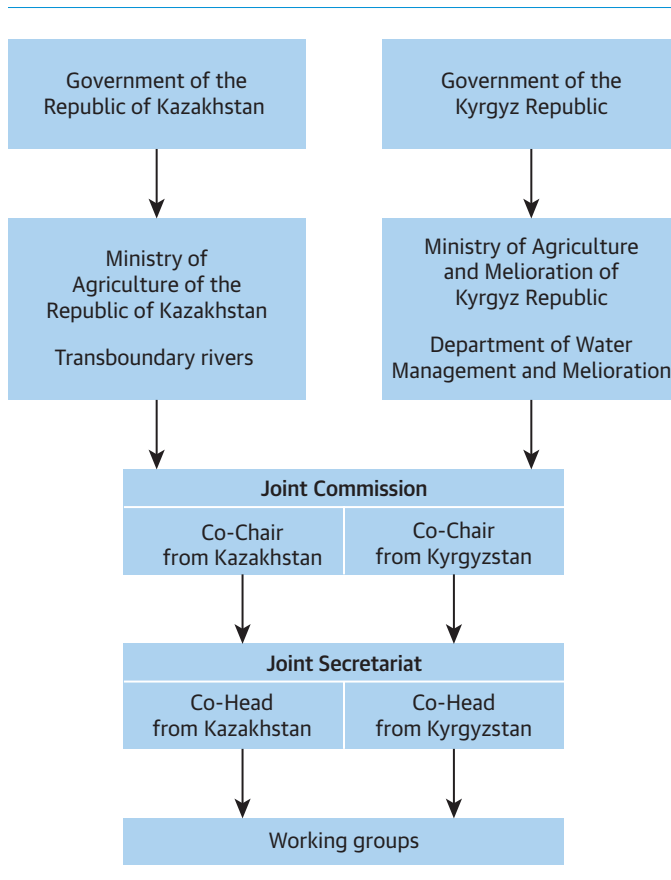 Government of the
Republic of Kazakhstan
Government of the
Kyrgyz Republic
Ministry of
Agriculture of the
Republic of Kazakhstan
Transboundary rivers
Ministry of Agriculture
and Melioration of
Kyrgyz Republic
Department of Water
Management and Melioration
Joint Commission
Co-Chair
from Kazakhstan
Co-Chair
from Kyrgyzstan
Joint Secretariat
Co-Head
from Kazakhstan
Co-Head
from Kyrgyzstan
Working groups